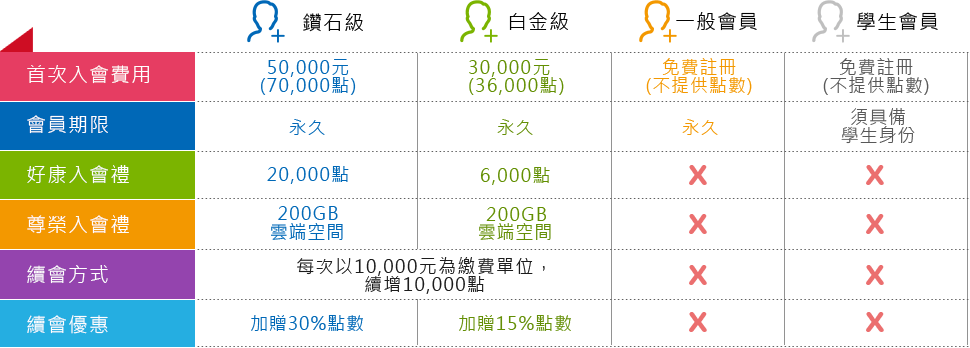 鑽石級
白金級
一般會員
學生會員
首次入會費用
50,000元
(70,000點)
30,000元
(36,000點)
免費註冊
(不提供點數)
免費註冊
(不提供點數)
會員期限
永久
永久
永久
須具備
學生身份
好康入會禮
20,000點
6,000點
尊榮入會禮
200GB
雲端空間
200GB
雲端空間
續會方式
每次以10,000元為繳費單位，
續增10,000點
續會優惠
加贈30%點數
加贈15%點數